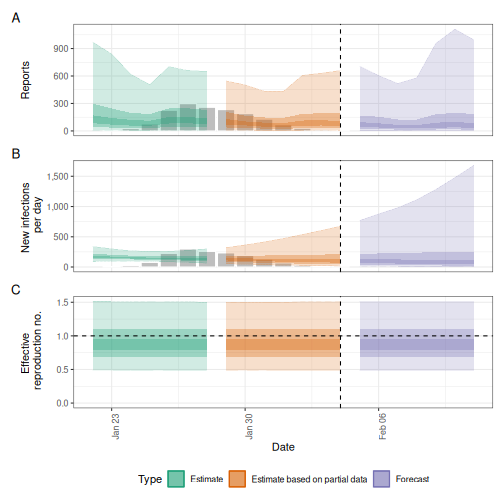 A
Reports
900
600
300
0
B
New infections
per day
1,500
1,000
500
0
C
Effective
reproduction no.
1.5
1.0
0.5
0.0
Jan 23
Jan 30
Feb 06
Date
Type Estimate Estimate based on partial data Forecast